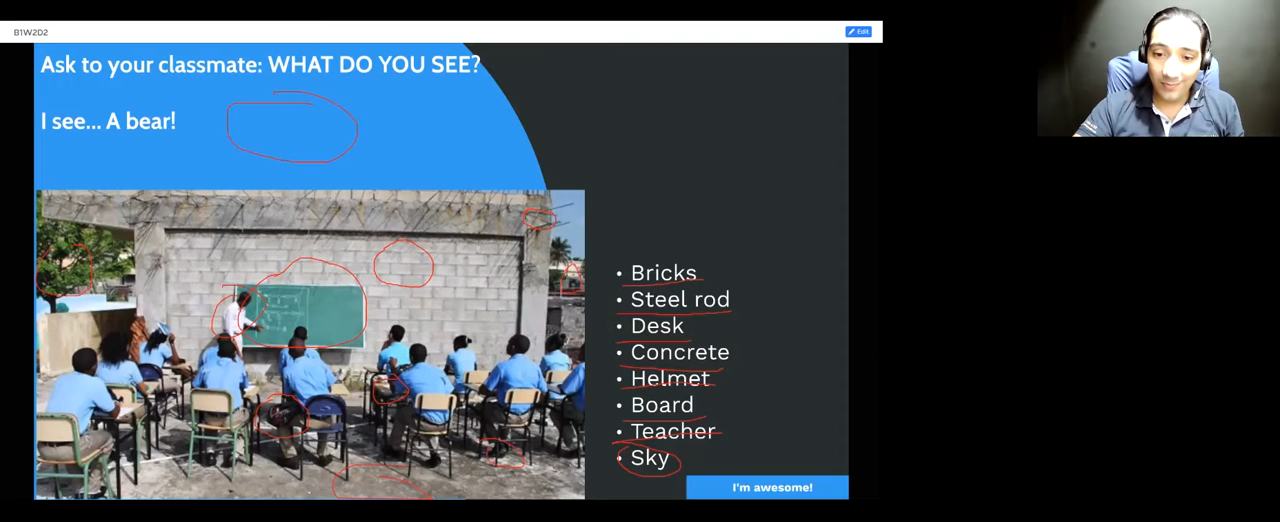 B1W2D2
Edit
Ask to your classmate: WHAT DO YOU SEE?
I see... A bear!
• Bricks
• Steel rod
• Desk
• Concrete
• Helmet
• Board
• Teacher
• Sky
I'm awesome!